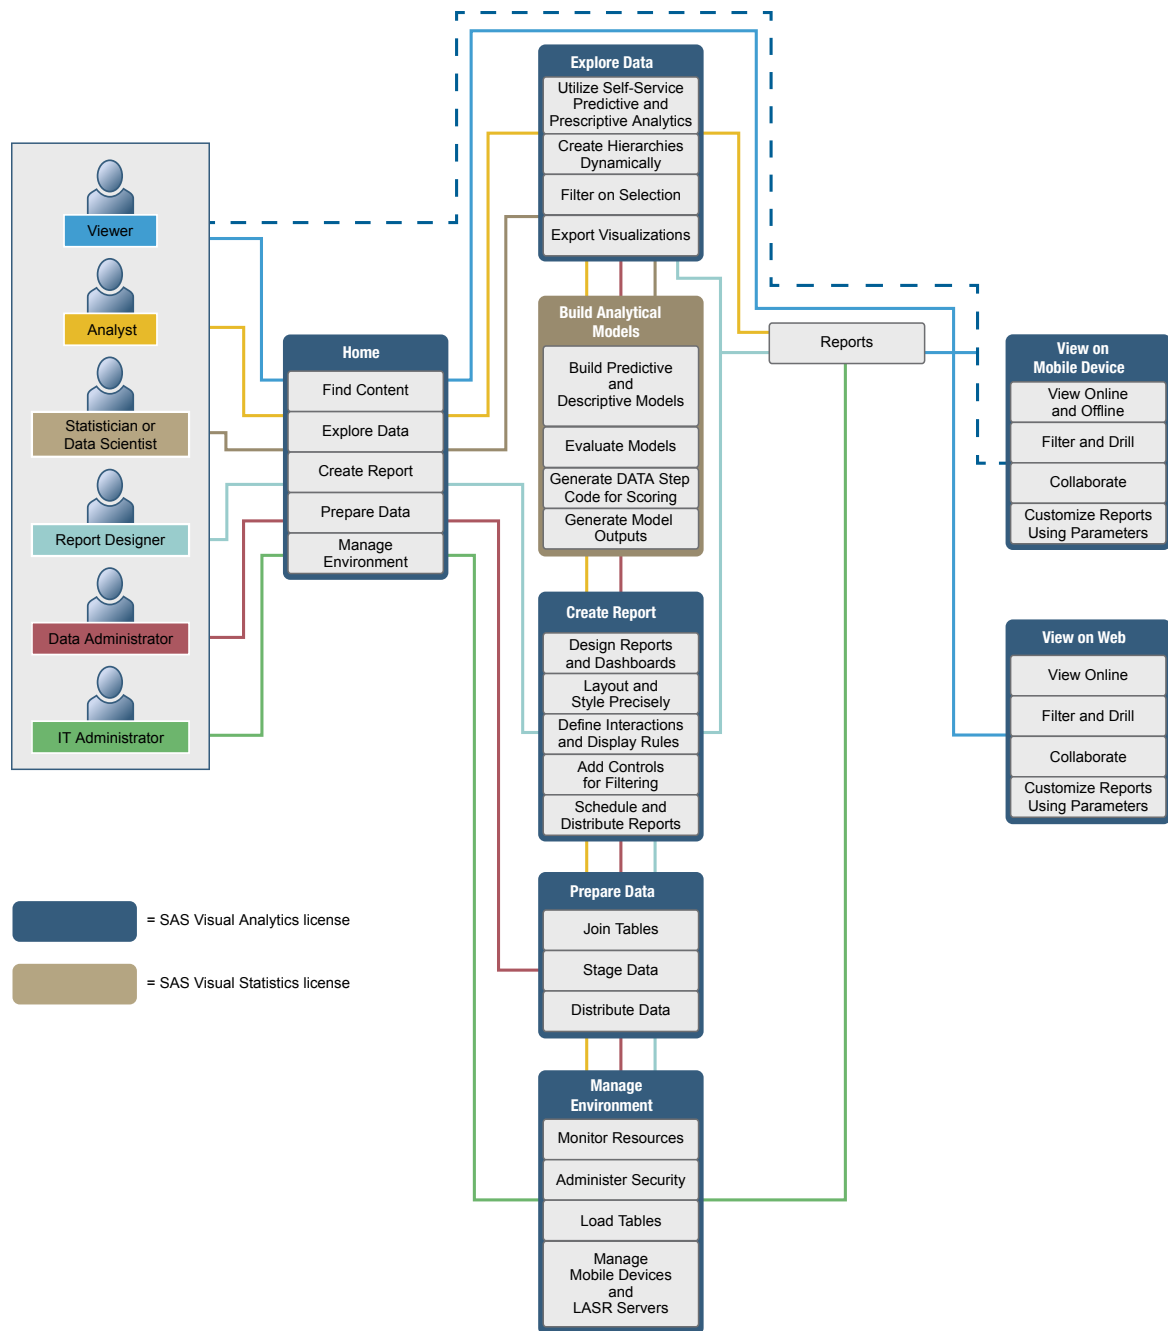 Viewer
Analyst
Statistician or
Data Scientist
Report Designer
Data Administrator
IT Administrator
= SAS Visual Analytics license
= SAS Visual Statistics license
Home
Find Content
Explore Data
Create Report
Prepare Data
Manage
Environment
Explore Data
Utilize Self-Service
Predictive and
Prescriptive Analytics
Create Hierarchies
Dynamically
Filter on Selection
Export Visualizations
Build Analytical
Models
Build Predictive
and
Descriptive Models
Evaluate Models
Generate DATA Step
Code for Scoring
Generate Model
Outputs
Create Report
Design Reports
and Dashboards
Layout and
Style Precisely
Define Interactions
and Display Rules
Add Controls
for Filtering
Schedule and
Distribute Reports
Prepare Data
Join Tables
Stage Data
Distribute Data
Manage
Environment
Monitor Resources
Administer Security
Load Tables
Manage
Mobile Devices
and
LASR Servers
Reports
View on
Mobile Device
View Online
and Offline
Filter and Drill
Collaborate
Customize Reports
Using Parameters
View on Web
View Online
Filter and Drill
Collaborate
Customize Reports
Using Parameters